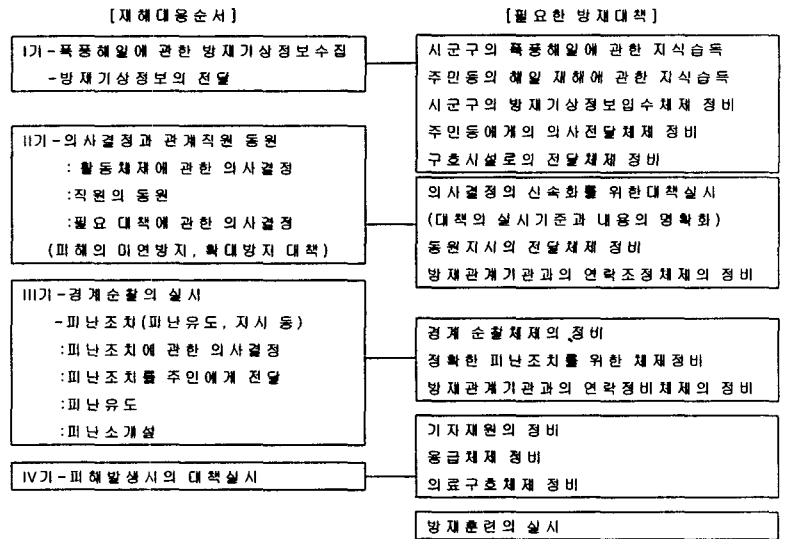 [재해대응순서]
I기-폭풍해일에 관한 방재기상정보수집
-방재기상정보의 전달
II기-의사결정과 관계직원 동원
:활동체제에 관한 의사결정
:직원의 동원
:필요 대책에 관한 의사결정
(피해의 미연방지, 확대방지 대책)
III기-경계순찰의 실시
-피난조치(피난유도, 지시 등)
:피난조치에 관한 의사결정
:피난조치를 주인에게 전달
:피난유도
:피난소개설
IV기-피해발생시의 대책실시
[필요한 방재대책]
시군구의 폭풍해일에 관한 지식습득
주민등의 해일 재해에 관한 지식습득
시군구의 방재기상정보입수체제 정비
주민등에게의 의사전달체제 정비
구호시설로의 전달체제 정비
의사결정의 신속화를 위한대책실시
(대책의 실시기준과 내용의 명확화)
동원지시의 전달체제 정비
방재관계기관과의 연락조정체제의 정비
경계 순찰체제의 정비
정확한 피난조치를 위한 체제정비
방재관계기관과의 연락정비체제의 정비
기자재원의 정비
응급체제 정비
의료구호체제 정비
방재훈련의 실시